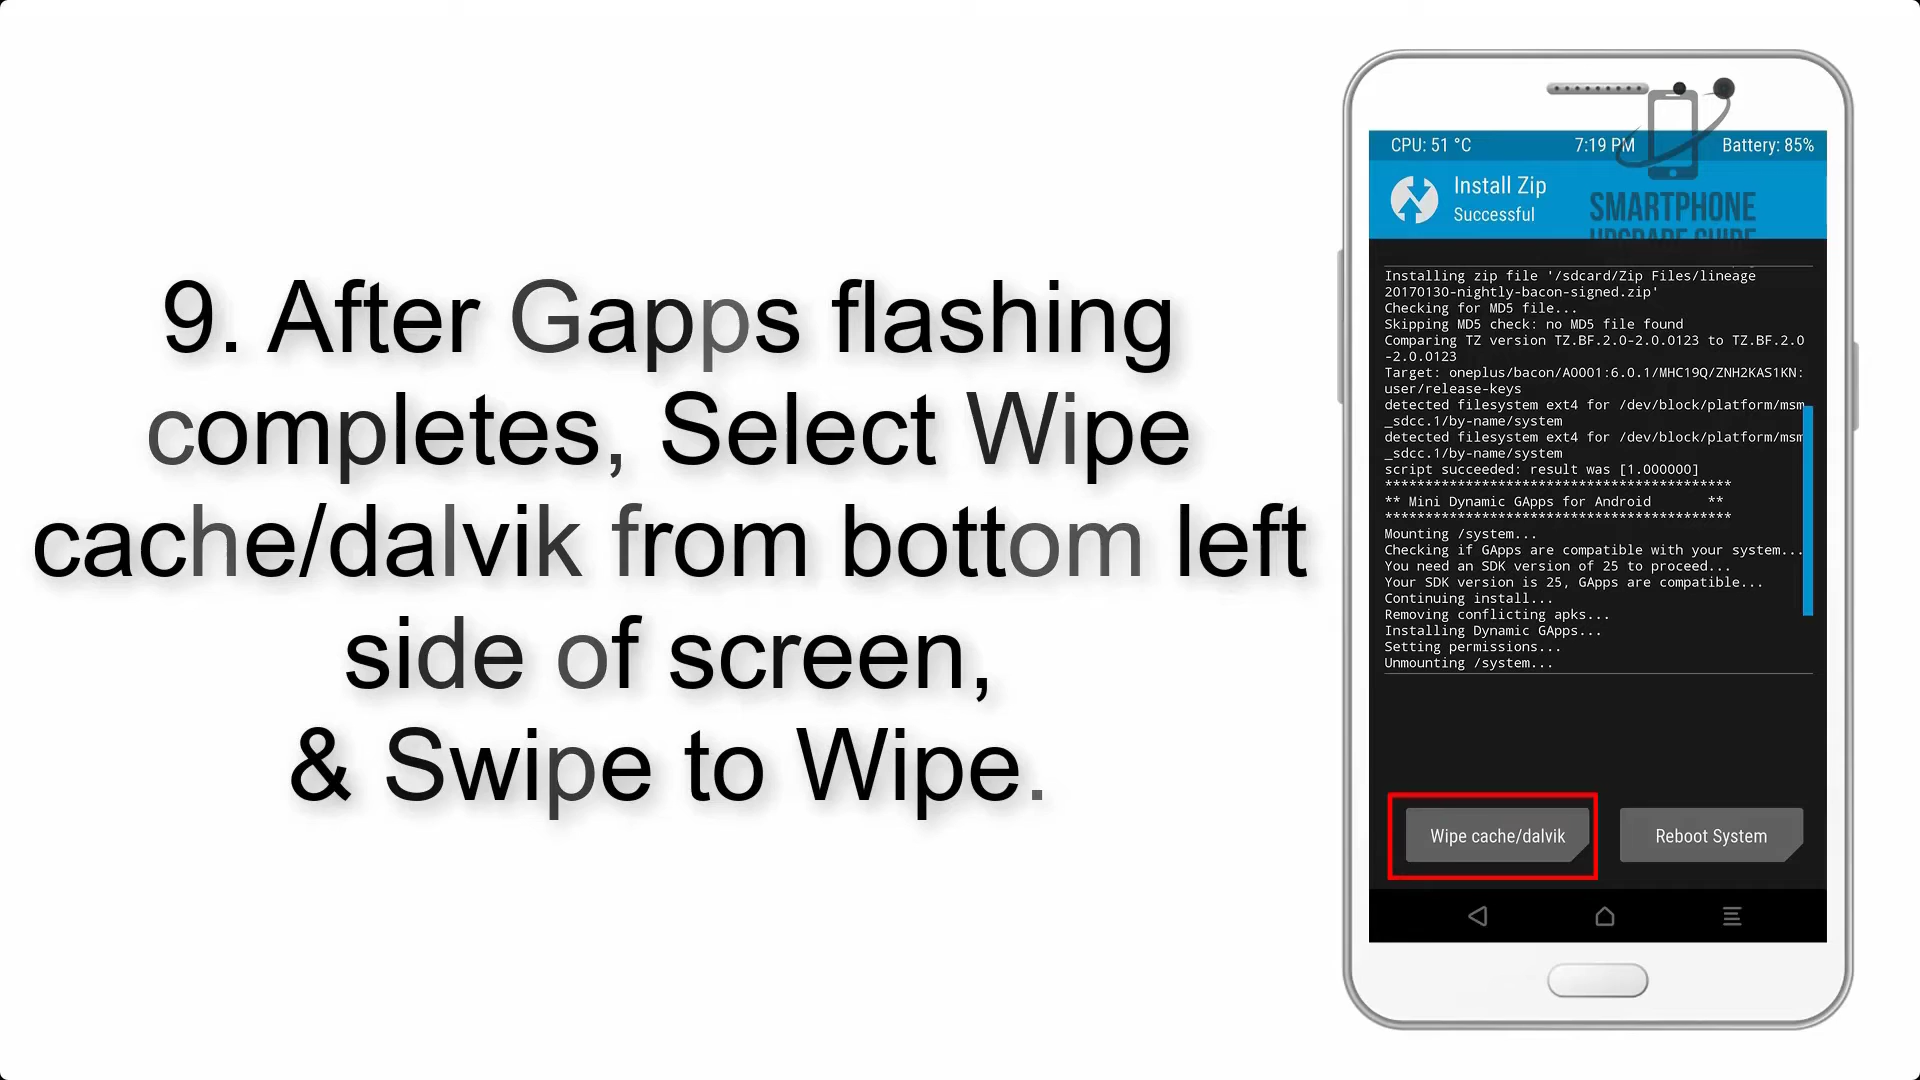 9. After Gapps flashing
completes, Select Wipe
cache/dalvik from bottom left
side of screen,
& Swipe to Wipe.
CPU: 51 °C 7:19 PM Battery: 85%
Install Zip
Successful
SMARTPHONE
UPGRADE GUIDE
Installing zip file '/sdcard/Zip Files/lineage
20170130-nightly-bacon-signed.zip'
Checking for MD5 file...
Skipping MD5 check: no MD5 file found
Comparing TZ version TZ.BF.2.0-2.0.0123 to TZ.BF.2.0
-2.0.0123
Target: oneplus/bacon/A0001:6.0.1/MHC19Q/ZNH2KAS1KN:
user/release-keys
detected filesystem ext4 for /dev/block/platform/msm
_sdcc.1/by-name/system
detected filesystem ext4 for /dev/block/platform/msm
_sdcc.1/by-name/system
script succeeded: result was [1.000000]
*******************************************
** Mini Dynamic GApps for Android **
*******************************************
Mounting /system...
Checking if GApps are compatible with your system...
You need an SDK version of 25 to proceed...
Your SDK version is 25, GApps are compatible...
Continuing install...
Removing conflicting apks...
Installing Dynamic GApps...
Setting permissions...
Unmounting /system...
Wipe cache/dalvik Reboot System